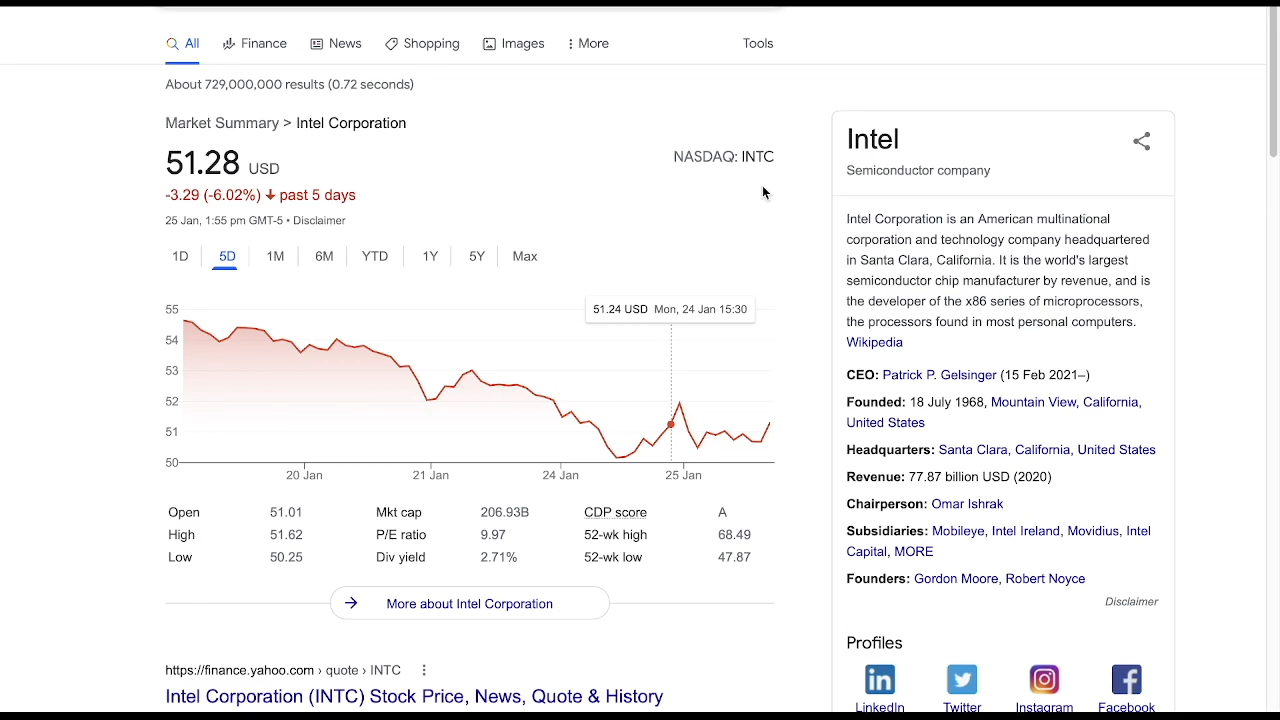 All Finance News Shopping Images More Tools
About 729,000,000 results (0.72 seconds)
Market Summary > Intel Corporation
51.28 USD
NASDAQ: INTC
-3.29 (-6.02%) past 5 days
25 Jan, 1:55 pm GMT-5 • Disclaimer
1D 5D 1M 6M YTD 1Y 5Y Max
51.24 USD Mon, 24 Jan 15:30
55
54
53
52
51
50
20 Jan 21 Jan 24 Jan 25 Jan
Open 51.01 Mkt cap 206.93B CDP score A
High 51.62 P/E ratio 9.97 52-wk high 68.49
Low 50.25 Div yield 2.71% 52-wk low 47.87
More about Intel Corporation
https://finance.yahoo.com › quote › INTC
Intel Corporation (INTC) Stock Price, News, Quote & History
Intel
Semiconductor company
Intel Corporation is an American multinational
corporation and technology company headquartered
in Santa Clara, California. It is the world's largest
semiconductor chip manufacturer by revenue, and is
the developer of the x86 series of microprocessors,
the processors found in most personal computers.
Wikipedia
CEO: Patrick P. Gelsinger (15 Feb 2021–)
Founded: 18 July 1968, Mountain View, California,
United States
Headquarters: Santa Clara, California, United States
Revenue: 77.87 billion USD (2020)
Chairperson: Omar Ishrak
Subsidiaries: Mobileye, Intel Ireland, Movidius, Intel
Capital, MORE
Founders: Gordon Moore, Robert Noyce
Disclaimer
Profiles
LinkedIn Twitter Instagram Facebook